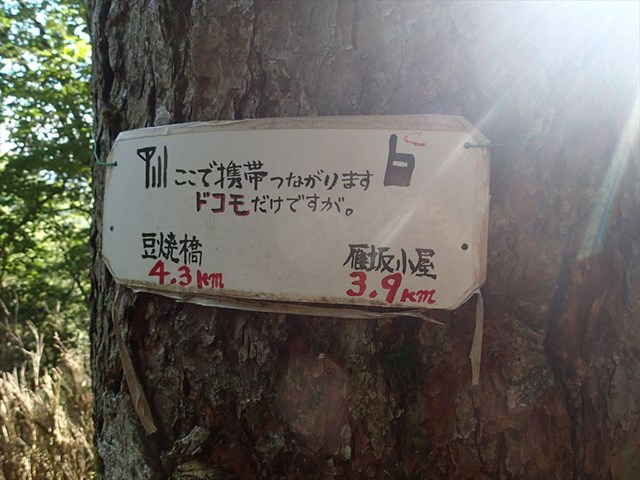 ここで携帯つながります
ドコモだけですが。
豆焼橋
4.3km
雁坂小屋
3.9km